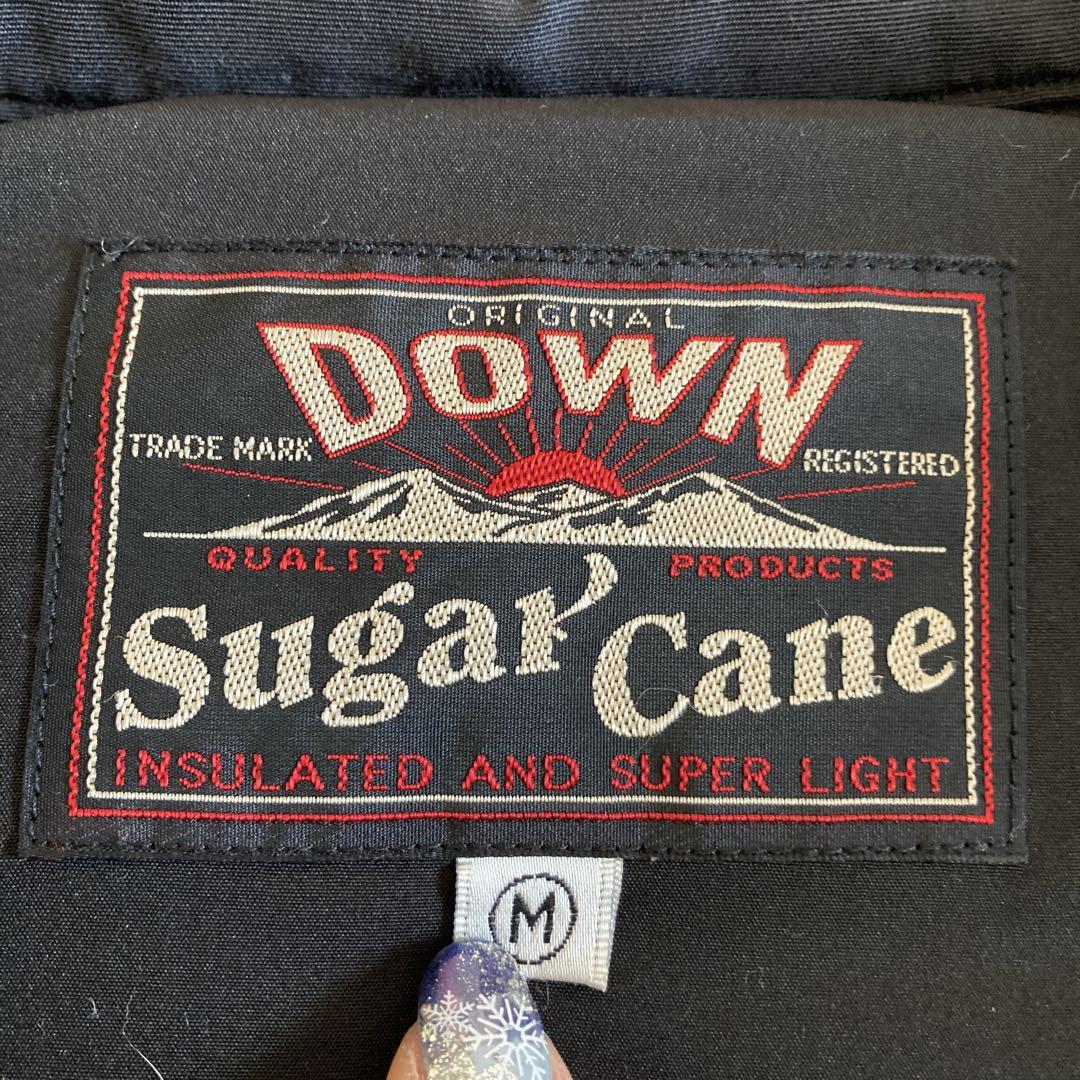 ORIGINAL
DOWN
TRADE MARK REGISTERED
QUALITY PRODUCTS
Sugar Cane
INSULATED AND SUPER LIGHT
M